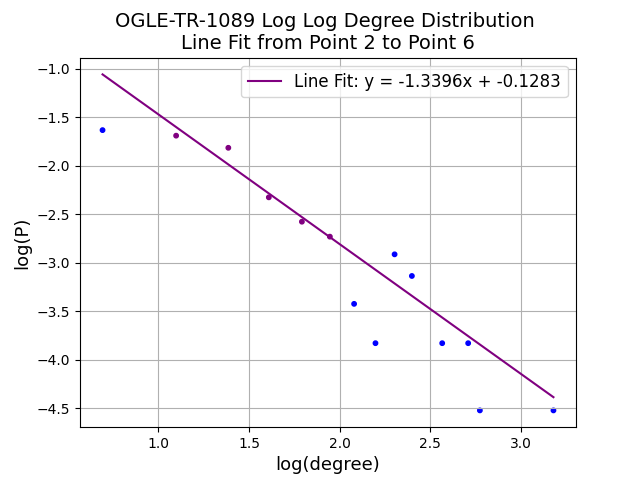 OGLE-TR-1089 Log Log Degree Distribution
Line Fit from Point 2 to Point 6
Line Fit: y = -1.3396x + -0.1283
log(P)
−1.0
−1.5
−2.0
−2.5
−3.0
−3.5
−4.0
−4.5
1.0 1.5 2.0 2.5 3.0
log(degree)